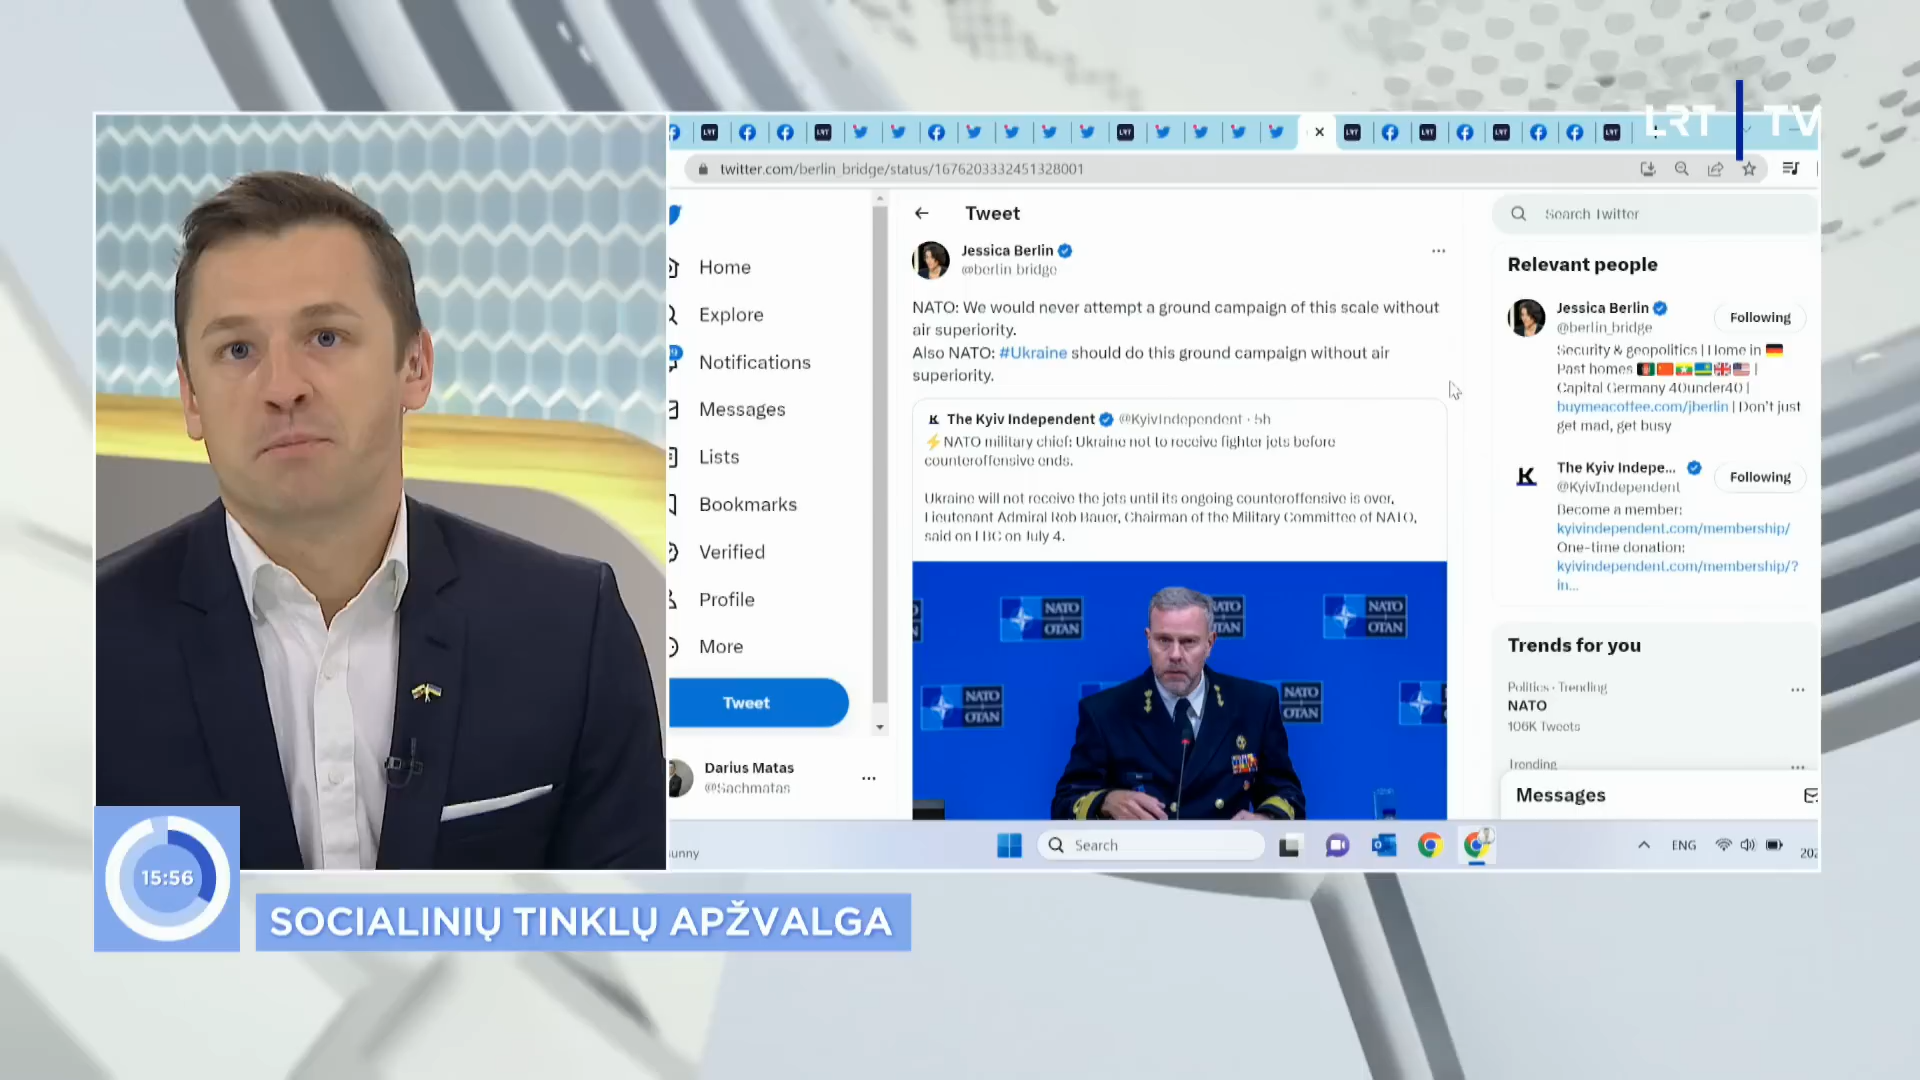 LRT TV
twitter.com/berlin_bridge/status/1676203332451328001
Home
Explore
Notifications
Messages
Lists
Bookmarks
Verified
Profile
More
Tweet
Darius Matas
@Sachmatas
Tweet
Jessica Berlin
@berlin_bridge
NATO: We would never attempt a ground campaign of this scale without
air superiority.
Also NATO: #Ukraine should do this ground campaign without air
superiority.
The Kyiv Independent @KyivIndependent · 5h
⚡NATO military chief: Ukraine not to receive fighter jets before
counteroffensive ends.
Ukraine will not receive the jets until its ongoing counteroffensive is over,
Lieutenant Admiral Rob Bauer, Chairman of the Military Committee of NATO,
said on LBC on July 4.
NATO
OTAN
NATO
OTAN
NATO
OTAN
NATO
OTAN
NATO
OTAN
Search Twitter
Relevant people
Jessica Berlin
Following
@berlin_bridge
Security & geopolitics | Home in 🇩🇪
Past homes 🇦🇫🇨🇳🇲🇲🇷🇼🇬🇧🇺🇸 |
Capital Germany 40under40 |
buymeacoffee.com/jberlin | Don't just
get mad, get busy
The Kyiv Indepe...
Following
@KyivIndependent
Become a member:
kyivindependent.com/membership/
One-time donation:
kyivindependent.com/membership/?
in...
Trends for you
Politics · Trending
NATO
106K Tweets
Trending
Messages
Search
ENG
15:56
SOCIALINIŲ TINKLŲ APŽVALGA